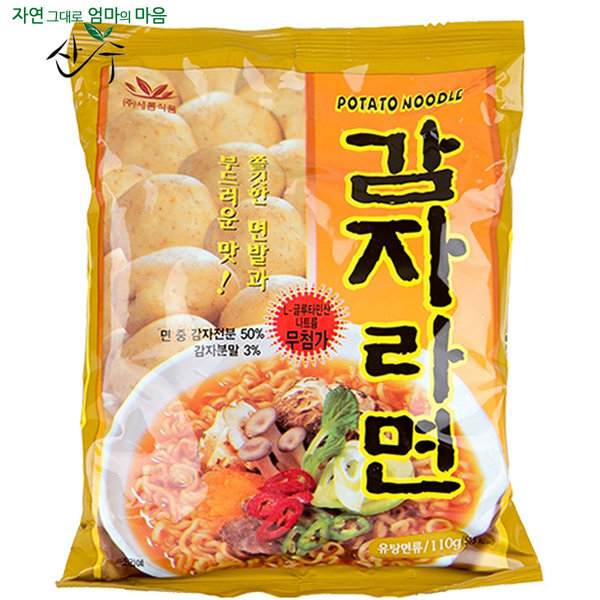 자연 그대로 엄마의 마음
산수
(주)새롬식품
POTATO NOODLE
감자라면
쫄깃한 면발과
부드러운 맛!
L-글루타민산
나트륨
무첨가
면 중 감자전분 50%
감자분말 3%
유탕면류/110g